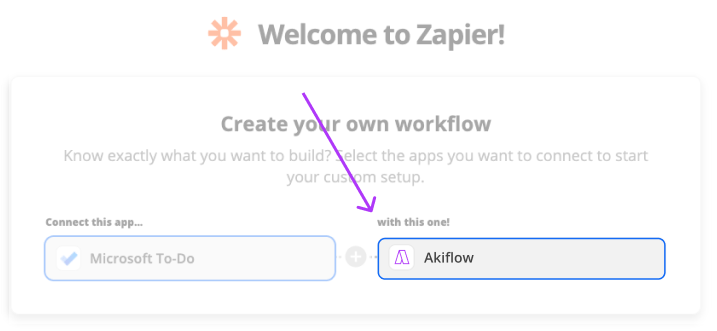 Welcome to Zapier!
Create your own workflow
Know exactly what you want to build? Select the apps you want to connect to start
your custom setup.
Connect this app...
with this one!
Microsoft To-Do
Akiflow